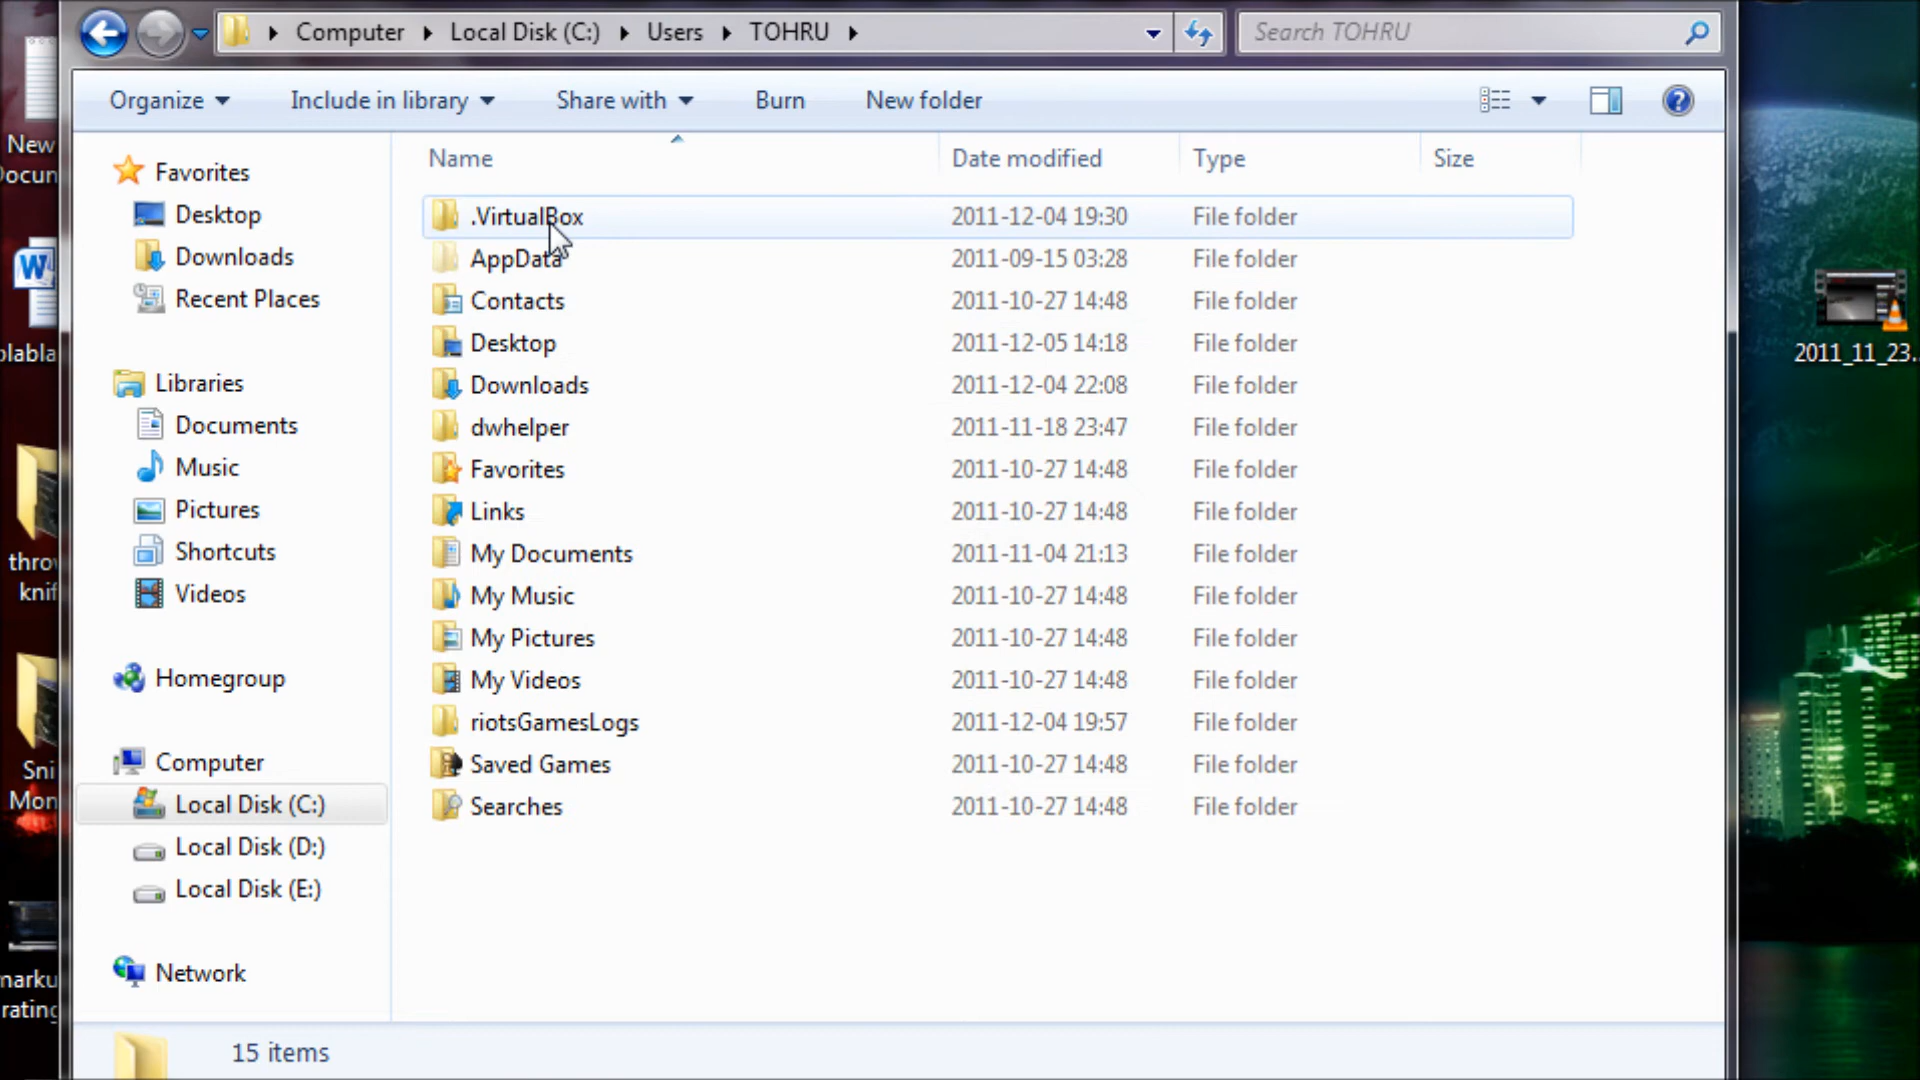 Computer Local Disk (C:) Users TOHRU
Search TOHRU
Organize Include in library Share with Burn New folder
Name Date modified Type Size
Favorites
Desktop
Downloads
Recent Places
Libraries
Documents
Music
Pictures
Shortcuts
Videos
Homegroup
Computer
Local Disk (C:)
Local Disk (D:)
Local Disk (E:)
Network
.VirtualBox 2011-12-04 19:30 File folder
AppData 2011-09-15 03:28 File folder
Contacts 2011-10-27 14:48 File folder
Desktop 2011-12-05 14:18 File folder
Downloads 2011-12-04 22:08 File folder
dwhelper 2011-11-18 23:47 File folder
Favorites 2011-10-27 14:48 File folder
Links 2011-10-27 14:48 File folder
My Documents 2011-11-04 21:13 File folder
My Music 2011-10-27 14:48 File folder
My Pictures 2011-10-27 14:48 File folder
My Videos 2011-10-27 14:48 File folder
riotsGamesLogs 2011-12-04 19:57 File folder
Saved Games 2011-10-27 14:48 File folder
Searches 2011-10-27 14:48 File folder
15 items
New
Docum
W
blabla
throw
knif
Sni
Mon
marku
rating
2011_11_23...